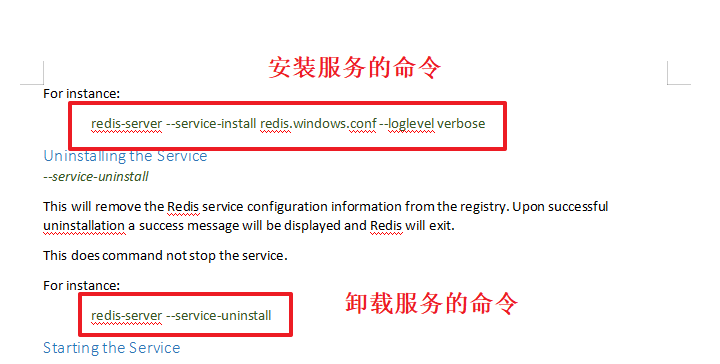 安装服务的命令
For instance:
redis-server --service-install redis.windows.conf --loglevel verbose
Uninstalling the Service
--service-uninstall
This will remove the Redis service configuration information from the registry. Upon successful
uninstallation a success message will be displayed and Redis will exit.
This does command not stop the service.
For instance:
卸载服务的命令
redis-server --service-uninstall
Starting the Service